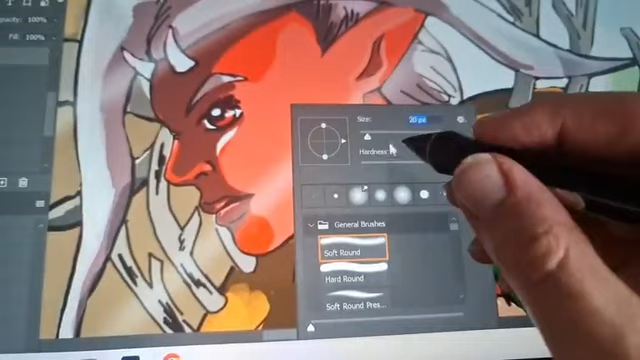 Opacity: 100%
Fill: 100%
Size:
20 px
Hardness:
General Brushes
Soft Round
Hard Round
Soft Round Pres...